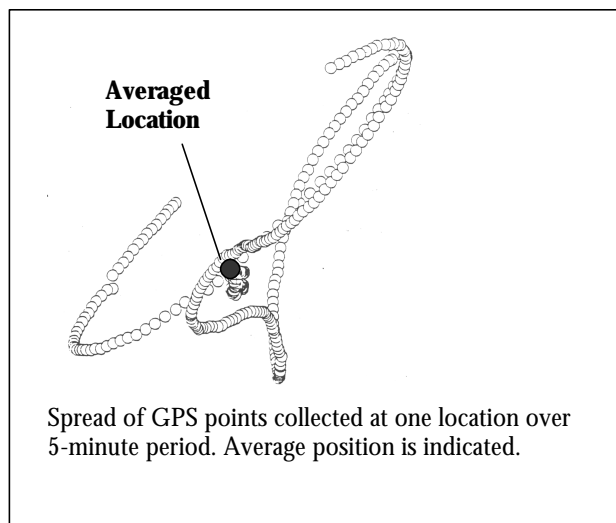 Averaged
Location
Spread of GPS points collected at one location over
5-minute period. Average position is indicated.